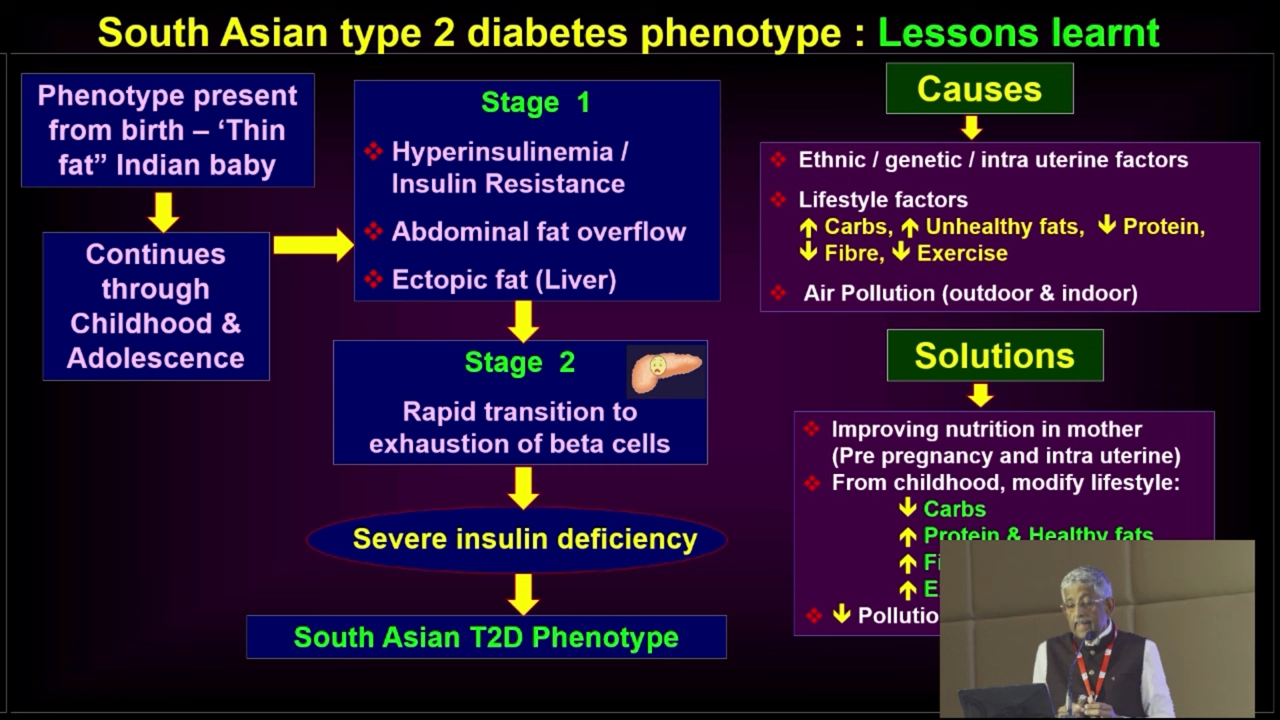 South Asian type 2 diabetes phenotype : Lessons learnt
Phenotype present
from birth – ‘Thin
fat” Indian baby
Continues
through
Childhood &
Adolescence
Stage 1
Hyperinsulinemia /
Insulin Resistance
Abdominal fat overflow
Ectopic fat (Liver)
Stage 2
Rapid transition to
exhaustion of beta cells
Severe insulin deficiency
South Asian T2D Phenotype
Causes
Ethnic / genetic / intra uterine factors
Lifestyle factors
↑ Carbs, ↑ Unhealthy fats, ↓ Protein,
↓ Fibre, ↓ Exercise
Air Pollution (outdoor & indoor)
Solutions
Improving nutrition in mother
(Pre pregnancy and intra uterine)
From childhood, modify lifestyle:
↓ Carbs
↑ Protein & Healthy fats
↑
↑
↓